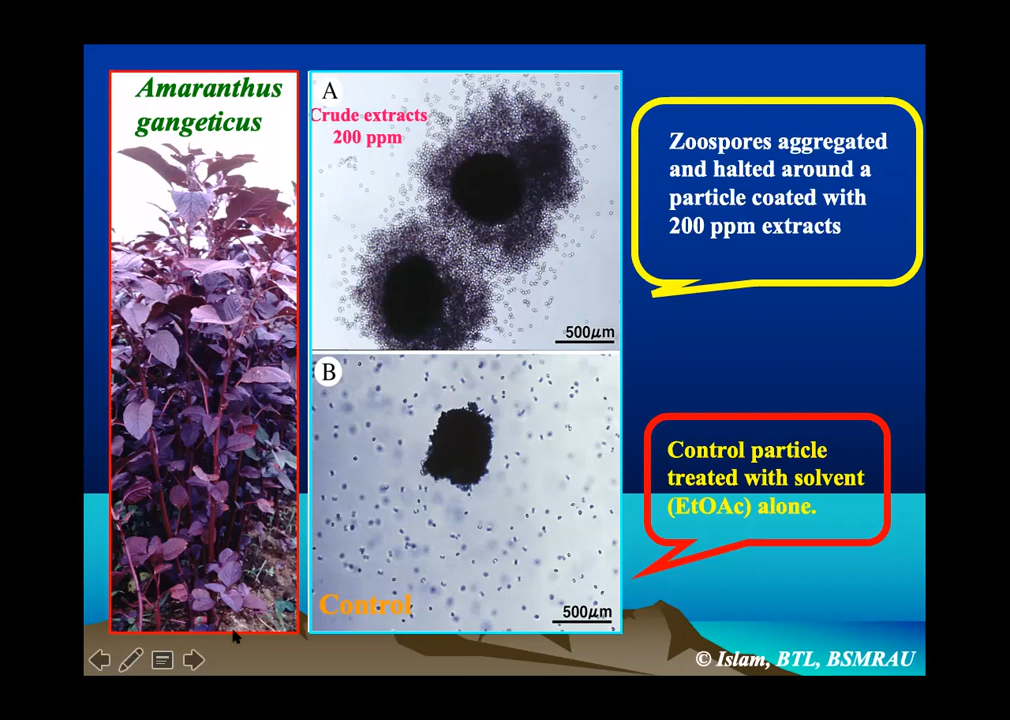 Amaranthus
gangeticus
A
Crude extracts
200 ppm
500μm
B
Control
500μm
Zoospores aggregated
and halted around a
particle coated with
200 ppm extracts
Control particle
treated with solvent
(EtOAc) alone.
© Islam, BTL, BSMRAU